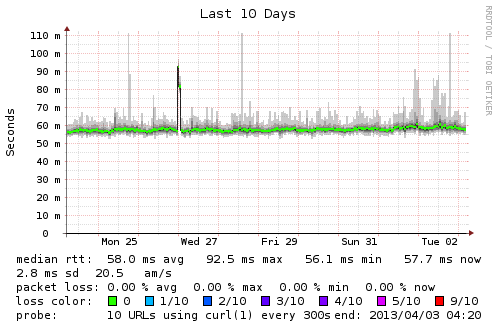 Last 10 Days
RRDTOOL / TOBI OETIKER
Seconds
110 m
100 m
90 m
80 m
70 m
60 m
50 m
40 m
30 m
20 m
10 m
0
Mon 25 Wed 27 Fri 29 Sun 31 Tue 02
median rtt: 58.0 ms avg 92.5 ms max 56.1 ms min 57.7 ms now
2.8 ms sd 20.5 am/s
packet loss: 0.00 % avg 0.00 % max 0.00 % min 0.00 % now
loss color: 0 1/10 2/10 3/10 4/10 5/10 9/10
probe: 10 URLs using curl(1) every 300s end: 2013/04/03 04:20